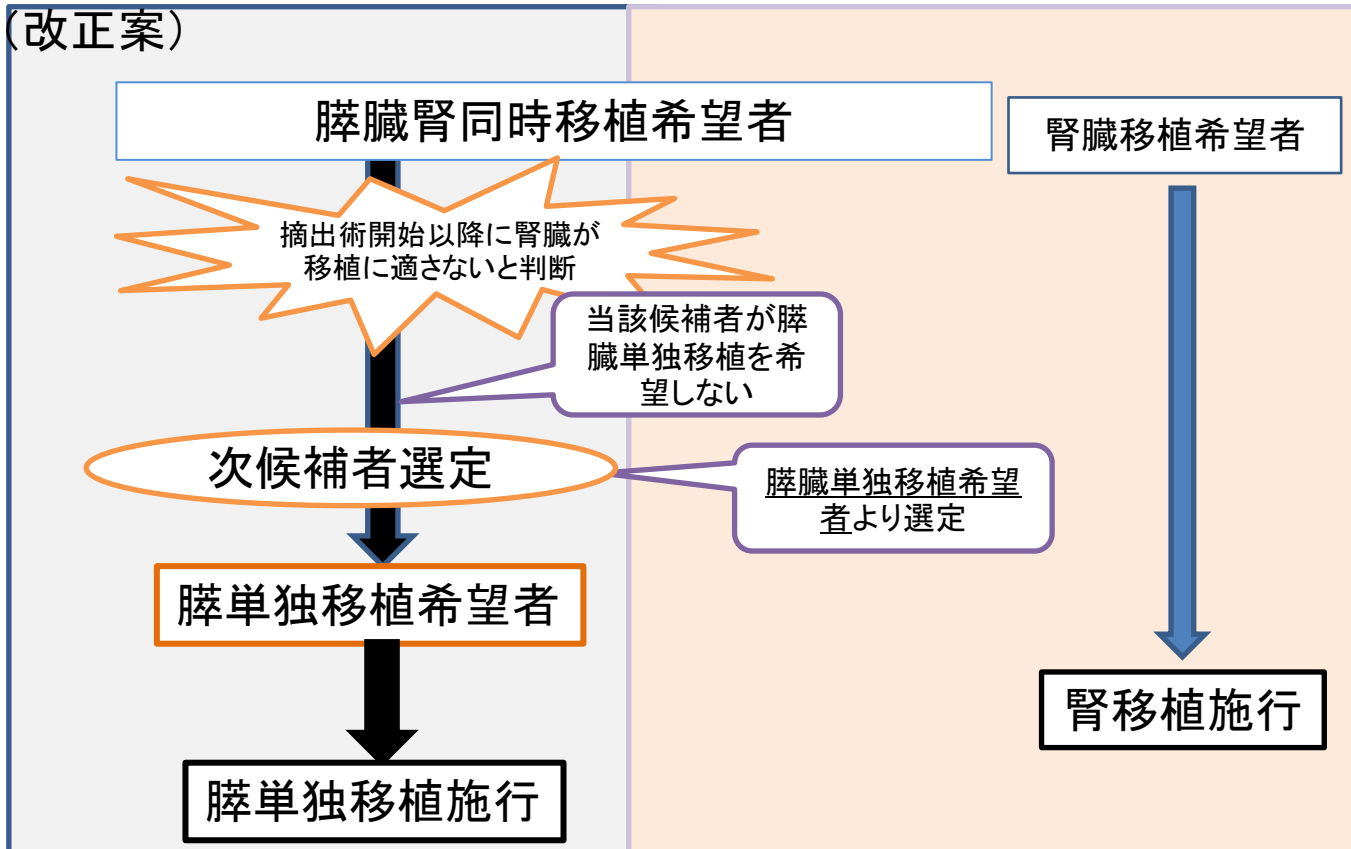 （改正案）
膵臓腎同時移植希望者
腎臓移植希望者
摘出術開始以降に腎臓が
移植に適さないと判断
当該候補者が膵
臓単独移植を希
望しない
次候補者選定
膵臓単独移植希望
者より選定
膵単独移植希望者
腎移植施行
膵単独移植施行